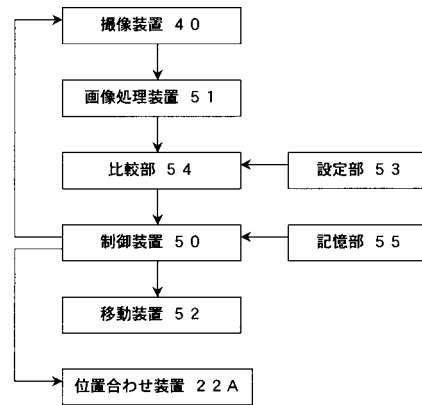 撮像装置 40
画像処理装置 51
比較部 54
設定部 53
制御装置 50
記憶部 55
移動装置 52
位置合わせ装置 22A